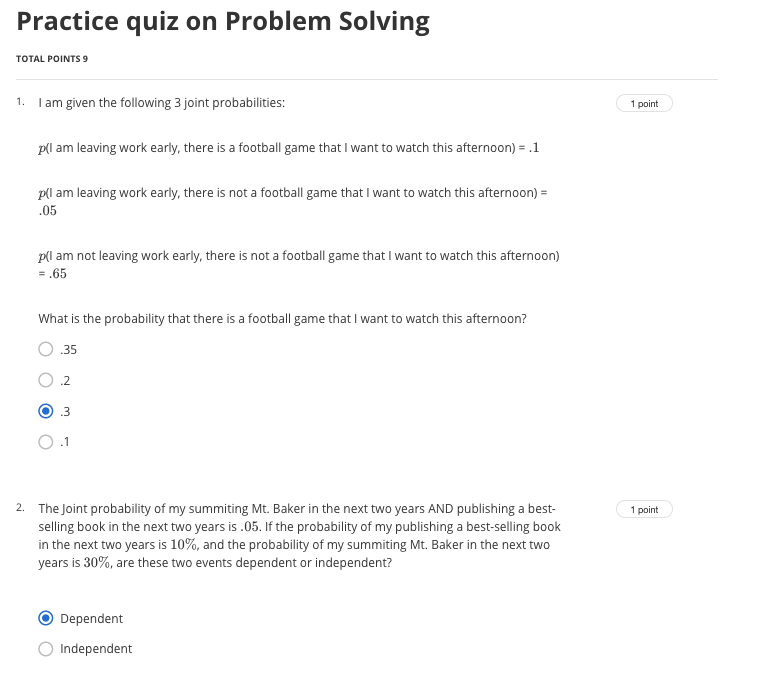 Practice quiz on Problem Solving
TOTAL POINTS 9
1. I am given the following 3 joint probabilities:
1 point
p(I am leaving work early, there is a football game that I want to watch this afternoon) = .1
p(I am leaving work early, there is not a football game that I want to watch this afternoon) =
.05
p(I am not leaving work early, there is not a football game that I want to watch this afternoon)
= .65
What is the probability that there is a football game that I want to watch this afternoon?
.35
.2
.3
.1
2. The Joint probability of my summiting Mt. Baker in the next two years AND publishing a best-
1 point
selling book in the next two years is .05. If the probability of my publishing a best-selling book
in the next two years is 10%, and the probability of my summiting Mt. Baker in the next two
years is 30%, are these two events dependent or independent?
Dependent
Independent